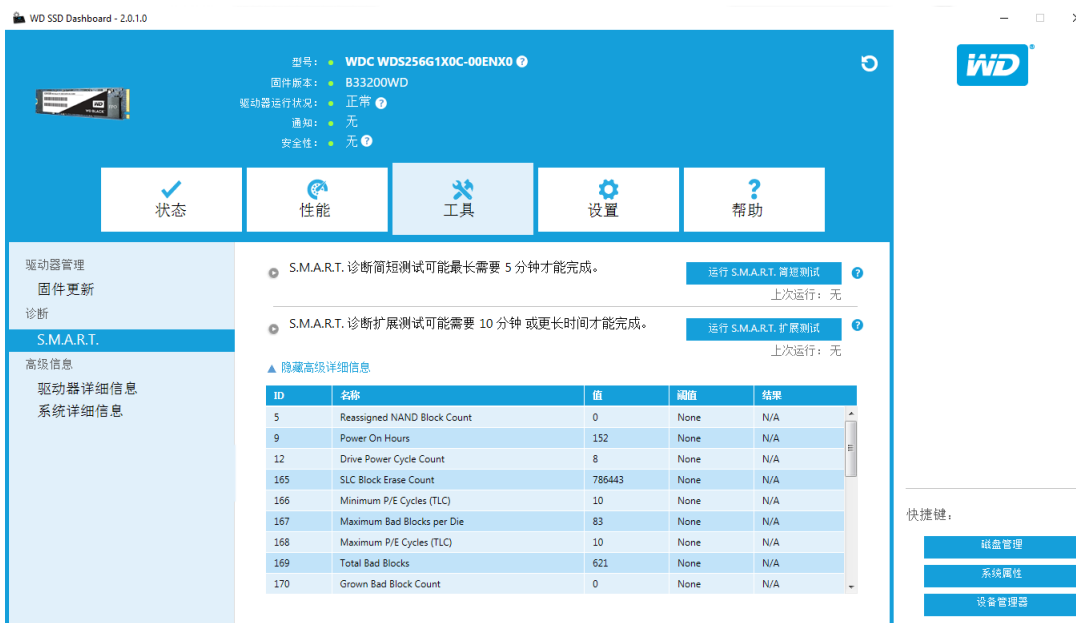 WD SSD Dashboard - 2.0.1.0
型号： WDC WDS256G1X0C-00ENX0 ?
固件版本： B33200WD
驱动器运行状况： 正常 ?
通知： 无
安全性： 无 ?
WD
状态
性能
工具
设置
帮助
驱动器管理
固件更新
诊断
S.M.A.R.T.
高级信息
驱动器详细信息
系统详细信息
S.M.A.R.T. 诊断简短测试可能最长需要 5 分钟才能完成。
运行 S.M.A.R.T. 简短测试 ?
上次运行： 无
S.M.A.R.T. 诊断扩展测试可能需要 10 分钟 或更长时间才能完成。
运行 S.M.A.R.T. 扩展测试 ?
上次运行： 无
隐藏高级详细信息
ID 名称 值 阈值 结果
5 Reassigned NAND Block Count 0 None N/A
9 Power On Hours 152 None N/A
12 Drive Power Cycle Count 8 None N/A
165 SLC Block Erase Count 786443 None N/A
166 Minimum P/E Cycles (TLC) 10 None N/A
167 Maximum Bad Blocks per Die 83 None N/A
168 Maximum P/E Cycles (TLC) 10 None N/A
169 Total Bad Blocks 621 None N/A
170 Grown Bad Block Count 0 None N/A
快捷键：
磁盘管理
系统属性
设备管理器